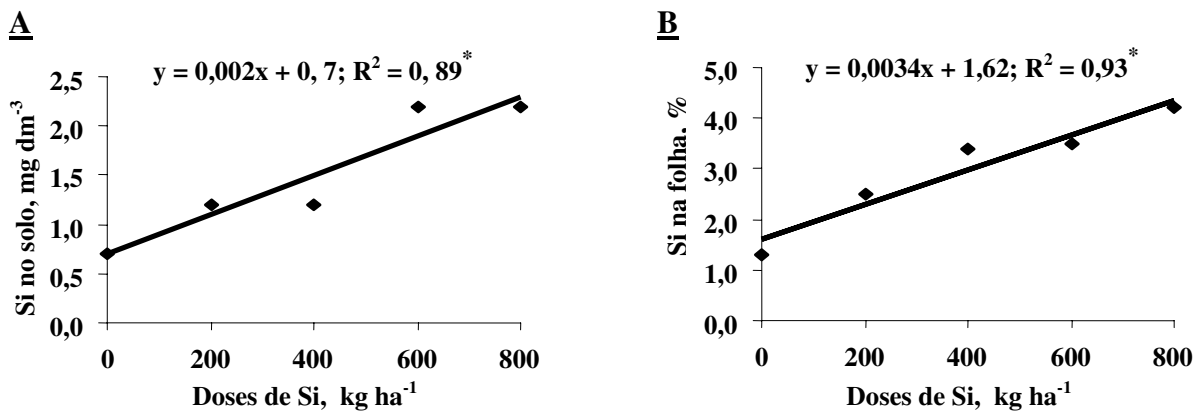 A
y = 0,002x + 0, 7; R² = 0, 89*
2,5
2,0
1,5
1,0
0,5
0,0
Si no solo, mg dm⁻³
0 200 400 600 800
Doses de Si, kg ha⁻¹
B
y = 0,0034x + 1,62; R² = 0,93*
5,0
4,0
3,0
2,0
1,0
0,0
Si na folha, %
0 200 400 600 800
Doses de Si, kg ha⁻¹